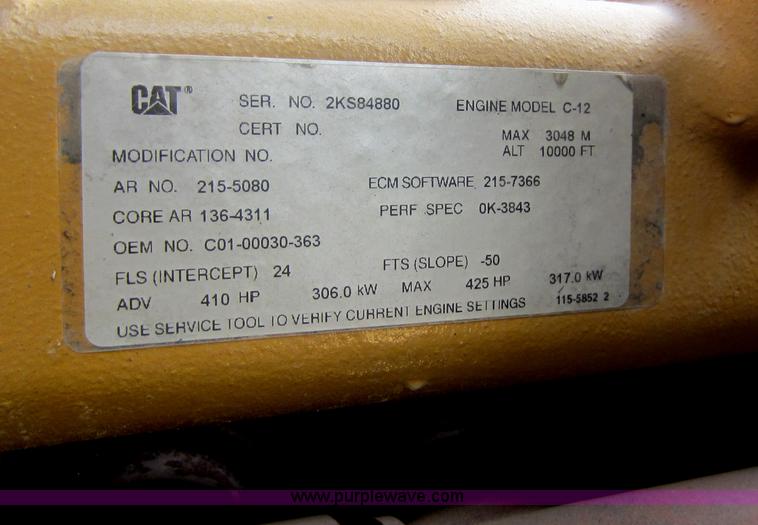 CAT® SER. NO. 2KS84880 ENGINE MODEL C-12
CERT NO. MAX 3048 M
MODIFICATION NO. ALT 10000 FT
AR NO. 215-5080 ECM SOFTWARE 215-7366
CORE AR 136-4311 PERF SPEC 0K-3843
OEM NO. C01-00030-363
FLS (INTERCEPT) 24 FTS (SLOPE) -50
ADV 410 HP 306.0 kW MAX 425 HP 317.0 kW
USE SERVICE TOOL TO VERIFY CURRENT ENGINE SETTINGS 115-5852 2
www.purplewave.com